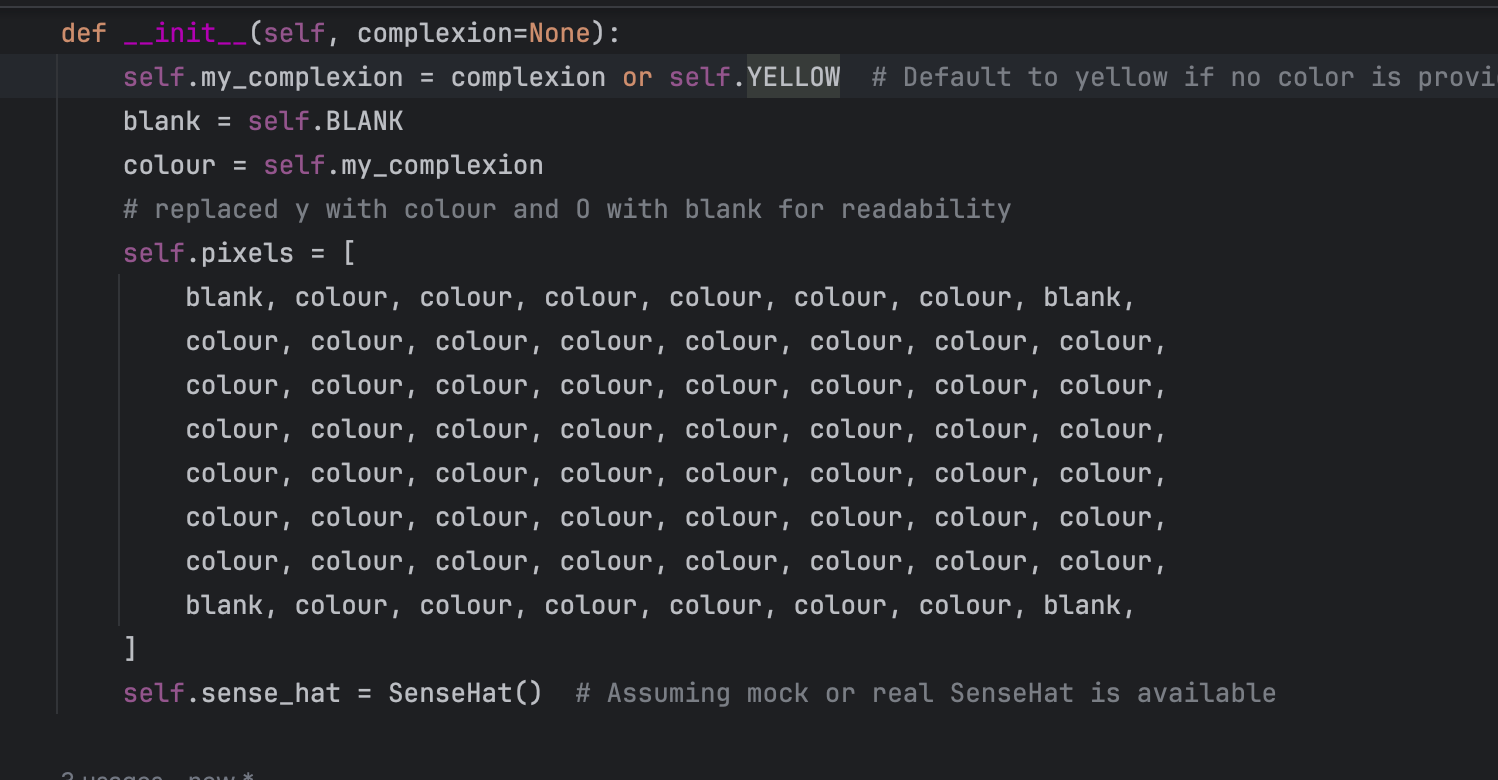 def __init__(self, complexion=None):
self.my_complexion = complexion or self.YELLOW  # Default to yellow if no color is
blank = self.BLANK
colour = self.my_complexion
# replaced y with colour and O with blank for readability
self.pixels = [
blank, colour, colour, colour, colour, colour, colour, blank,
colour, colour, colour, colour, colour, colour, colour, colour,
colour, colour, colour, colour, colour, colour, colour, colour,
colour, colour, colour, colour, colour, colour, colour, colour,
colour, colour, colour, colour, colour, colour, colour, colour,
colour, colour, colour, colour, colour, colour, colour, colour,
colour, colour, colour, colour, colour, colour, colour, colour,
blank, colour, colour, colour, colour, colour, colour, blank,
]
self.sense_hat = SenseHat()  # Assuming mock or real SenseHat is available